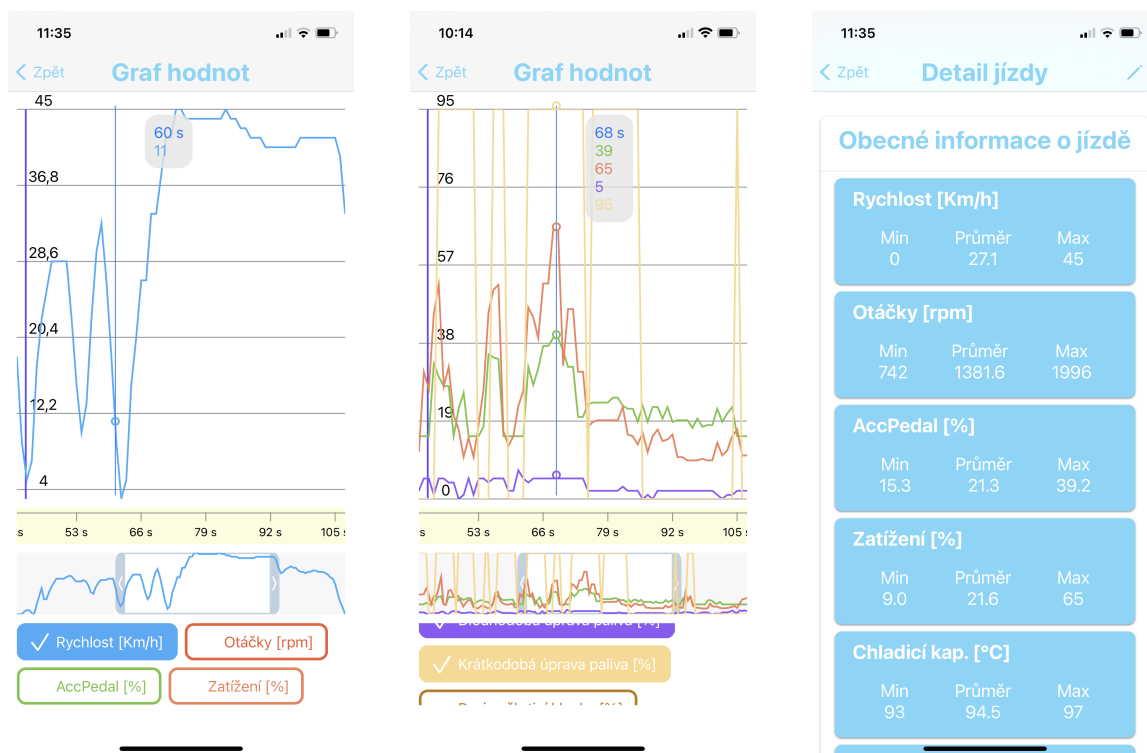 11:35
Zpět
Graf hodnot
45
60 s
11
36,8
28,6
20,4
12,2
4
s
53 s
66 s
79 s
92 s
105
Rychlost [Km/h]
Otáčky [rpm]
AccPedal [%]
Zatížení [%]
10:14
Zpět
Graf hodnot
95
68 s
39
65
5
95
76
57
38
19
0
s
53 s
66 s
79 s
92 s
105
Dlouhodobá úprava paliva [%]
Krátkodobá úprava paliva [%]
11:35
Zpět
Detail jízdy
Obecné informace o jízdě
Rychlost [Km/h]
Min Průměr Max
0 27.1 45
Otáčky [rpm]
Min Průměr Max
742 1381.6 1996
AccPedal [%]
Min Průměr Max
15.3 21.3 39.2
Zatížení [%]
Min Průměr Max
9.0 21.6 65
Chladicí kap. [°C]
Min Průměr Max
93 94.5 97